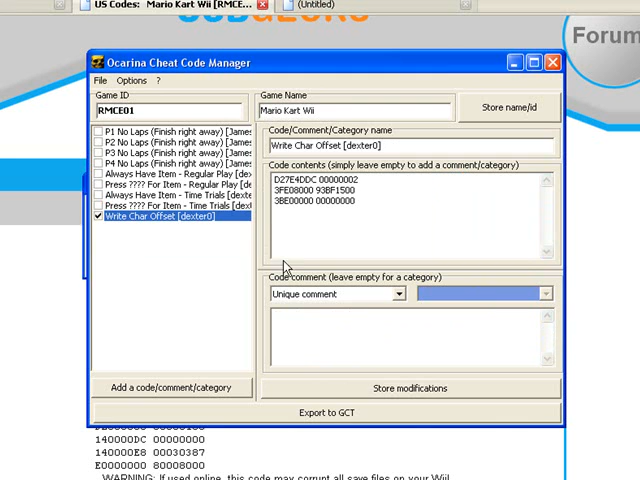 US Codes: Mario Kart Wii [RMCE...
(Untitled)
Forum
Ocarina Cheat Code Manager
File Options ?
Game ID
RMCE01
Game Name
Mario Kart Wii
Store name/id
P1 No Laps (Finish right away) [James
P2 No Laps (Finish right away) [James
P3 No Laps (Finish right away) [James
P4 No Laps (Finish right away) [James
Always Have Item - Regular Play [dex
Press ???? For Item - Regular Play [de
Always Have Item - Time Trials [dexter
Press ???? For Item - Time Trials [dext
Write Char Offset [dexter0]
Code/Comment/Category name
Write Char Offset [dexter0]
Code contents (simply leave empty to add a comment/category)
D27E4DDC 00000002
3FE08000 93BF1500
3BE00000 00000000
Code comment (leave empty for a category)
Unique comment
Add a code/comment/category
Store modifications
Export to GCT
140000DC 00000000
140000E8 00030387
E0000000 80008000
WARNING: If used online, this code may corrupt all save files on your Wii!